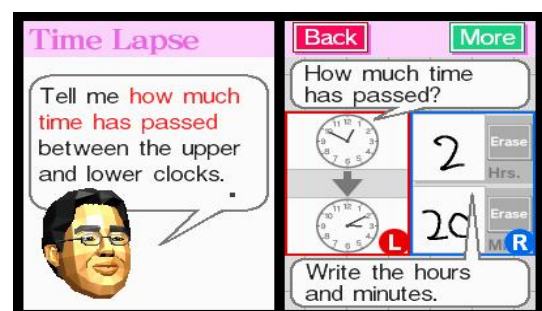 Time Lapse
Tell me how much
time has passed
between the upper
and lower clocks.
Back
More
How much time
has passed?
2
Erase
Hrs.
20
Erase
L
R
Write the hours
and minutes.